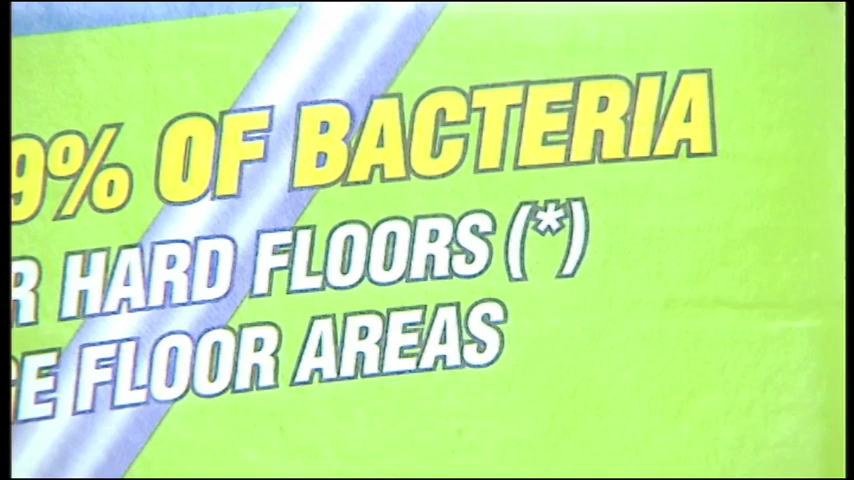 9% OF BACTERIA
HARD FLOORS (*)
FLOOR AREAS